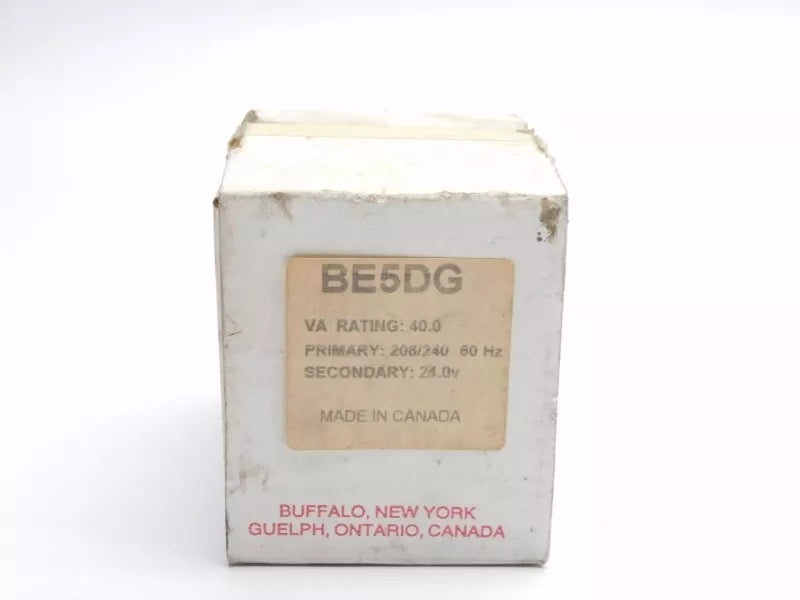 BE5DG
VA RATING: 40.0
PRIMARY: 208/240 60 Hz
SECONDARY: 24.0v
MADE IN CANADA
BUFFALO, NEW YORK
GUELPH, ONTARIO, CANADA